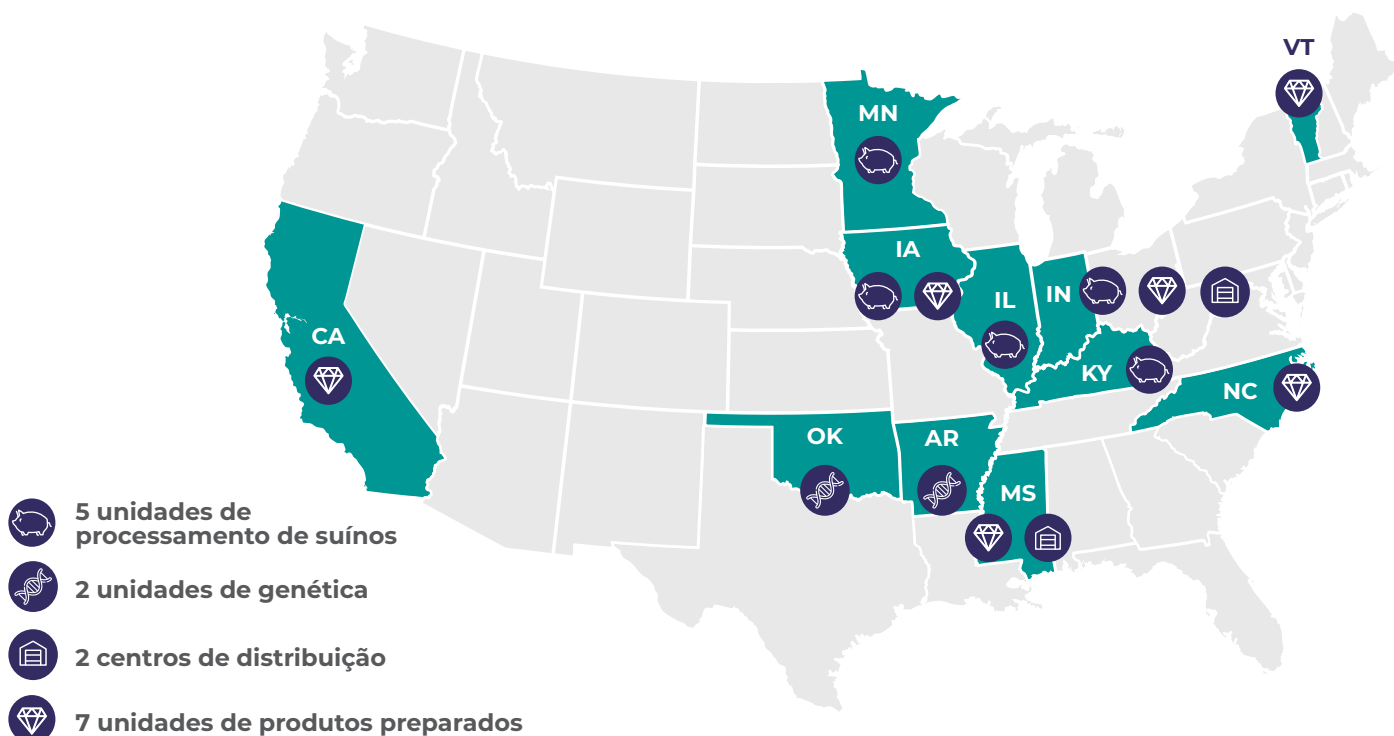 VT
MN
IA
IL
IN
CA
KY
NC
OK
AR
MS
5 unidades de
processamento de suínos
2 unidades de genética
2 centros de distribuição
7 unidades de produtos preparados